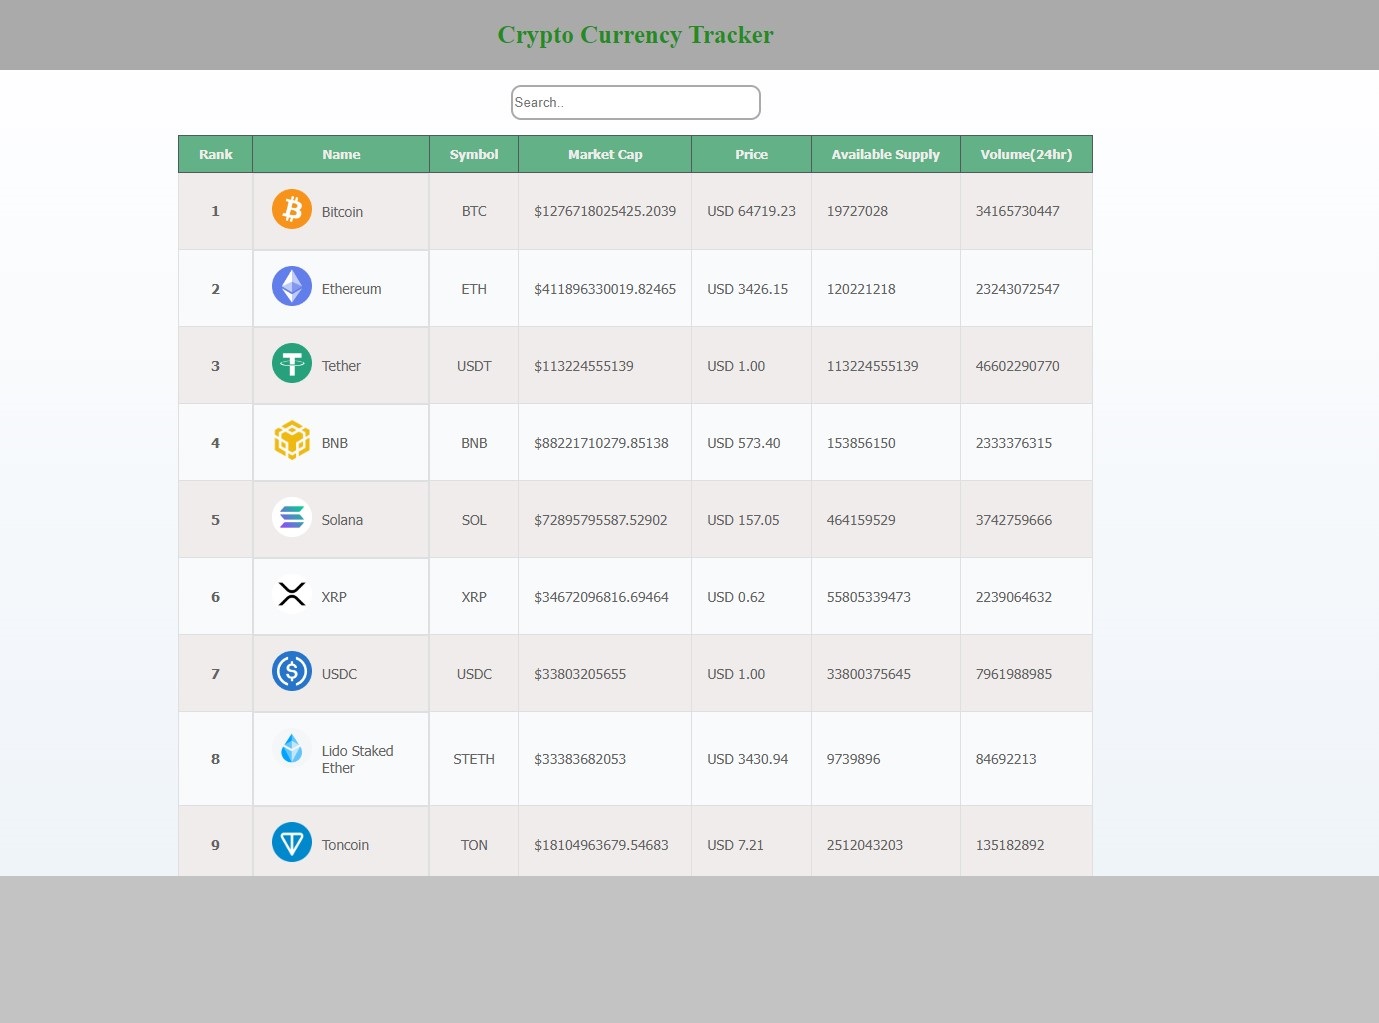 Crypto Currency Tracker
Search..
Rank Name Symbol Market Cap Price Available Supply Volume(24hr)
1 Bitcoin BTC $1276718025425.2039 USD 64719.23 19727028 34165730447
2 Ethereum ETH $411896330019.82465 USD 3426.15 120221218 23243072547
3 Tether USDT $113224555139 USD 1.00 113224555139 46602290770
4 BNB BNB $88221710279.85138 USD 573.40 153856150 2333376315
5 Solana SOL $72895795587.52902 USD 157.05 464159529 3742759666
6 XRP XRP $34672096816.69464 USD 0.62 55805339473 2239064632
7 USDC USDC $33803205655 USD 1.00 33800375645 7961988985
8 Lido Staked Ether STETH $33383682053 USD 3430.94 9739896 84692213
9 Toncoin TON $18104963679.54683 USD 7.21 2512043203 135182892